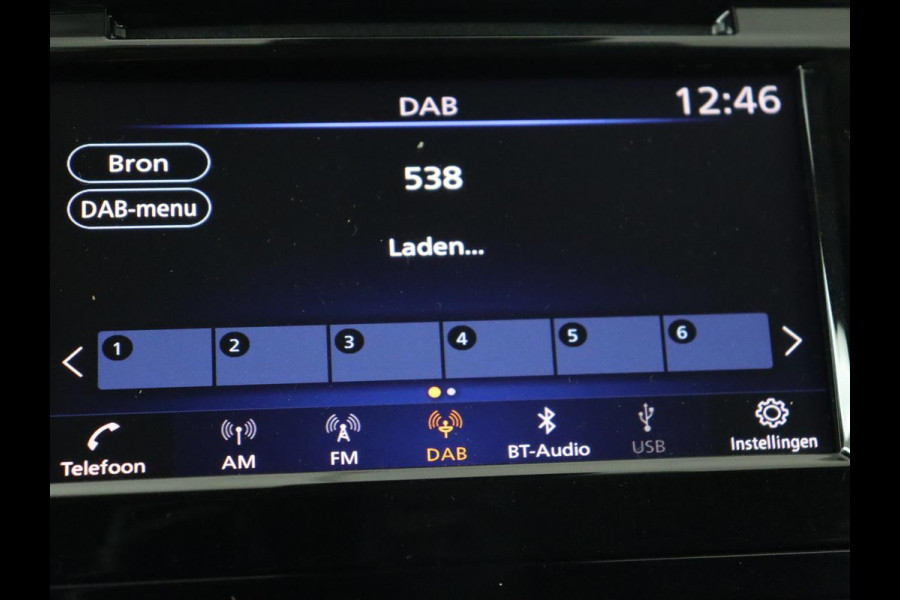 DAB 12:46
Bron
538
DAB-menu
Laden...
1 2 3 4 5 6
Telefoon AM FM DAB BT-Audio USB Instellingen